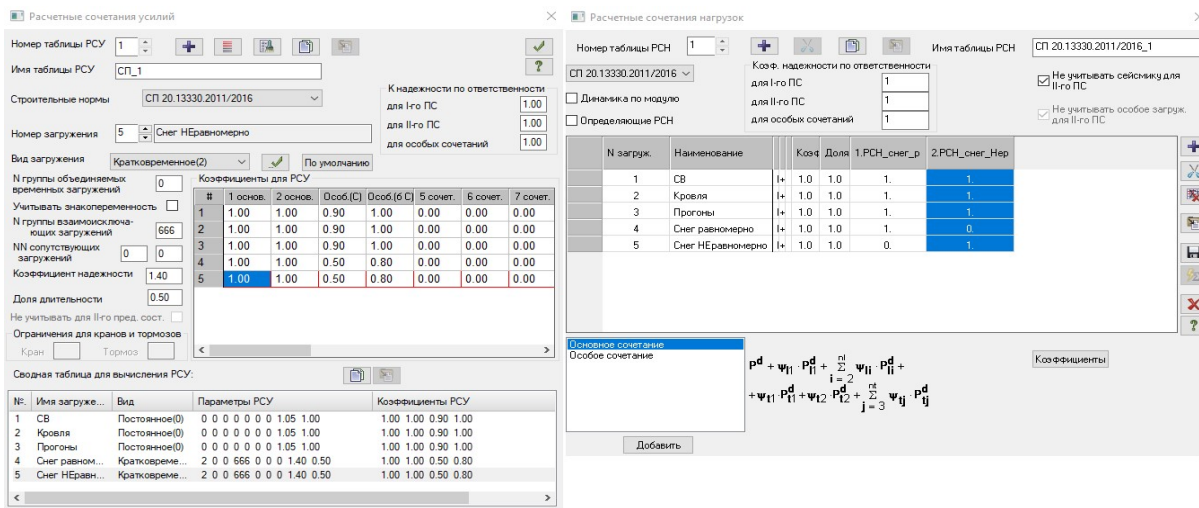 Расчетные сочетания усилий
Номер таблицы РСУ 1
Имя таблицы РСУ СП_1
Строительные нормы СП 20.13330.2011/2016
К надежности по ответственности
для I-го ПС 1.00
для II-го ПС 1.00
для особых сочетаний 1.00
Номер загружения 5 Снег НЕравномерно
Вид загружения Кратковременное(2) По умолчанию
N группы объединяемых временных загружений 0
Учитывать знакопеременность
N группы взаимоисключа-
ющих загружений 666
NN сопутствующих загружений 0 0
Коэффициент надежности 1.40
Доля длительности 0.50
Не учитывать для II-го пред. сост.
Ограничения для кранов и тормозов
Кран Тормоз
Коэффициенты для РСУ
# 1 основ. 2 основ. Особ.(С) Особ.(б С) 5 сочет. 6 сочет. 7 сочет.
1 1.00 1.00 0.90 1.00 0.00 0.00 0.00
2 1.00 1.00 0.90 1.00 0.00 0.00 0.00
3 1.00 1.00 0.90 1.00 0.00 0.00 0.00
4 1.00 1.00 0.50 0.80 0.00 0.00 0.00
5 1.00 1.00 0.50 0.80 0.00 0.00 0.00
Сводная таблица для вычисления РСУ:
№. Имя загруже... Вид Параметры РСУ Коэффициенты РСУ
1 СВ Постоянное(0) 0 0 0 0 0 0 0 1.05 1.00 1.00 1.00 0.90 1.00
2 Кровля Постоянное(0) 0 0 0 0 0 0 0 1.05 1.00 1.00 1.00 0.90 1.00
3 Прогоны Постоянное(0) 0 0 0 0 0 0 0 1.05 1.00 1.00 1.00 0.90 1.00
4 Снег равном... Кратковреме... 2 0 0 666 0 0 0 1.40 0.50 1.00 1.00 0.50 0.80
5 Снег НЕравн... Кратковреме... 2 0 0 666 0 0 0 1.40 0.50 1.00 1.00 0.50 0.80
Расчетные сочетания нагрузок
Номер таблицы РСН 1
Имя таблицы РСН СП 20.13330.2011/2016_1
СП 20.13330.2011/2016
Динамика по модулю
Определяющие РСН
Коэф. надежности по ответственности
для I-го ПС 1
для II-го ПС 1
для особых сочетаний 1
Не учитывать сейсмику для II-го ПС
Не учитывать особое загруж. для II-го ПС
N загруж. Наименование Коэф Доля 1.РСН_снег_р 2.РСН_снег_Нер
1 СВ I+ 1.0 1.0 1. 1.
2 Кровля I+ 1.0 1.0 1. 1.
3 Прогоны I+ 1.0 1.0 1. 1.
4 Снег равномерно I+ 1.0 1.0 1. 0.
5 Снег НЕравномерно I+ 1.0 1.0 0. 1.
Основное сочетание
Особое сочетание
P^d + Ψl1 · P^d l1 + Σ (i = 2, nl) Ψli · P^d li +
+ Ψt1 · P^d t1 + Ψt2 · P^d t2 + Σ (j = 3, nt) Ψtj · P^d tj
Коэффициенты
Добавить